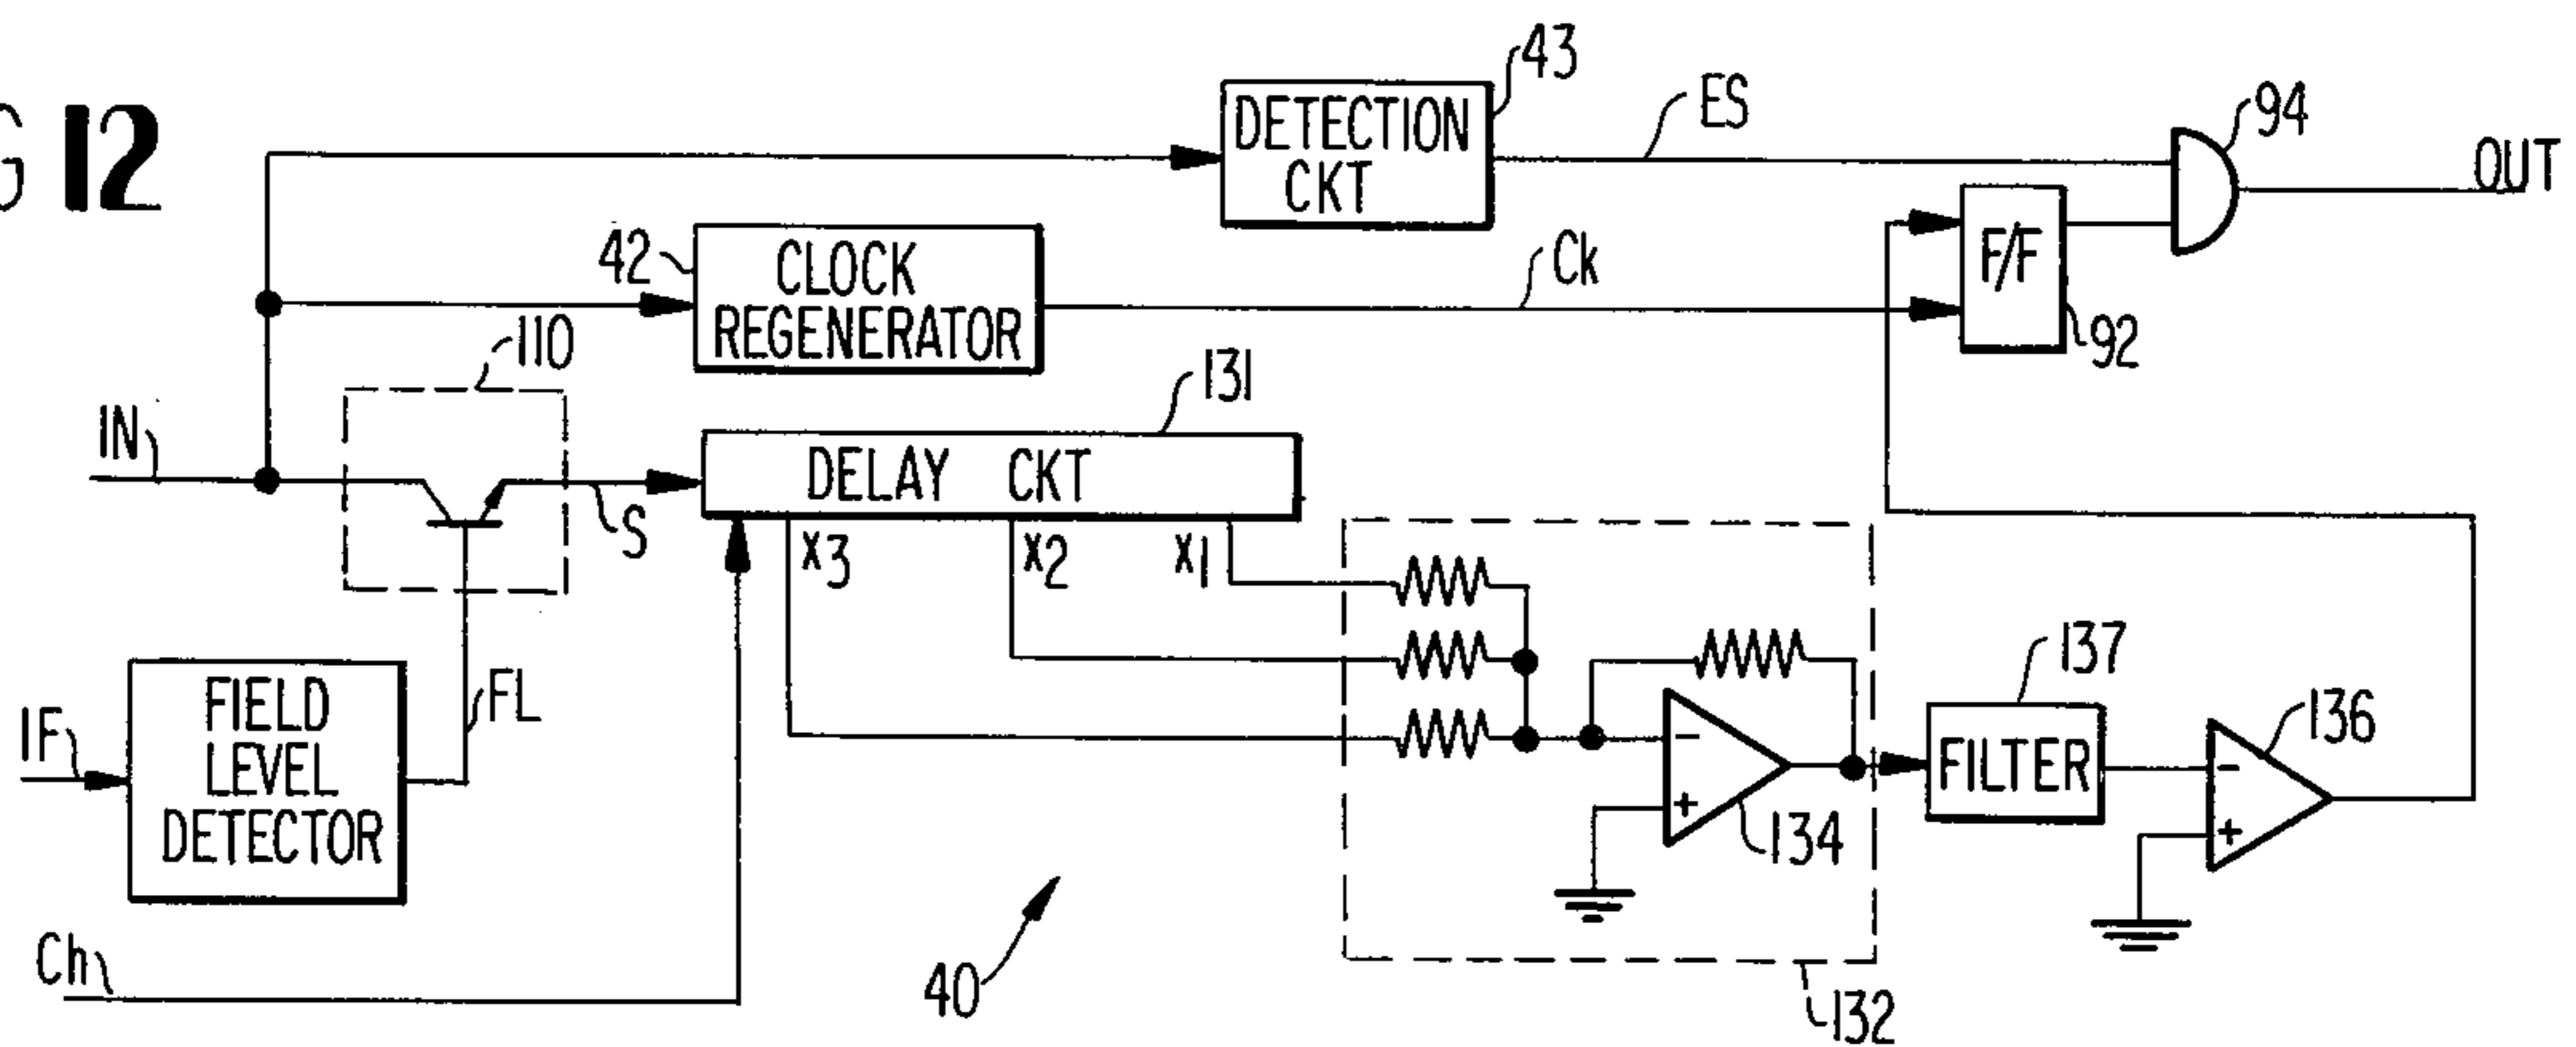 G 12
43
DETECTION
CKT
ES
94
OUT
42
CLOCK
REGENERATOR
Ck
F/F
92
110
IN
S
131
DELAY CKT
x3
x2
x1
IF
FIELD
LEVEL
DETECTOR
FL
Ch
40
134
132
137
FILTER
136
-
+
-
+